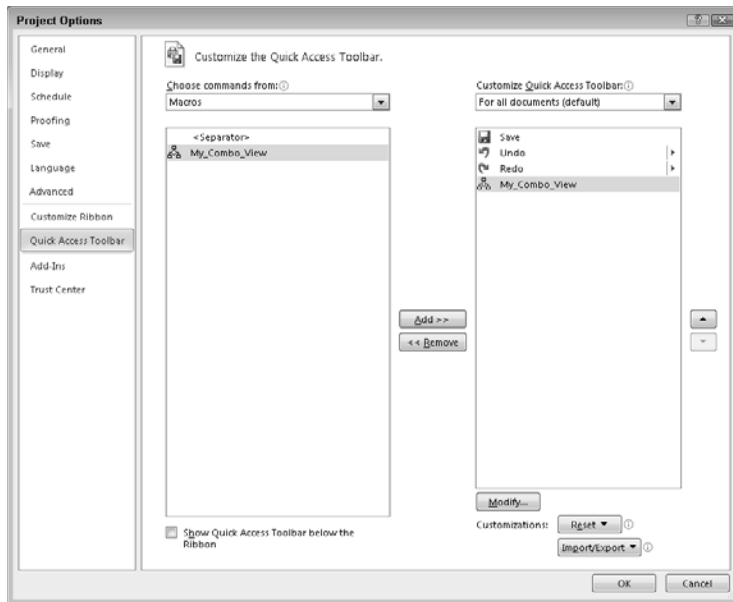 Project Options
General
Display
Schedule
Proofing
Save
Language
Advanced
Customize Ribbon
Quick Access Toolbar
Add-Ins
Trust Center
Customize the Quick Access Toolbar.
Choose commands from:
Macros
<Separator>
My_Combo_View
Add >>
<< Remove
Customize Quick Access Toolbar:
For all documents (default)
Save
Undo
Redo
My_Combo_View
Modify...
Customizations: Reset
Import/Export
Show Quick Access Toolbar below the
Ribbon
OK Cancel